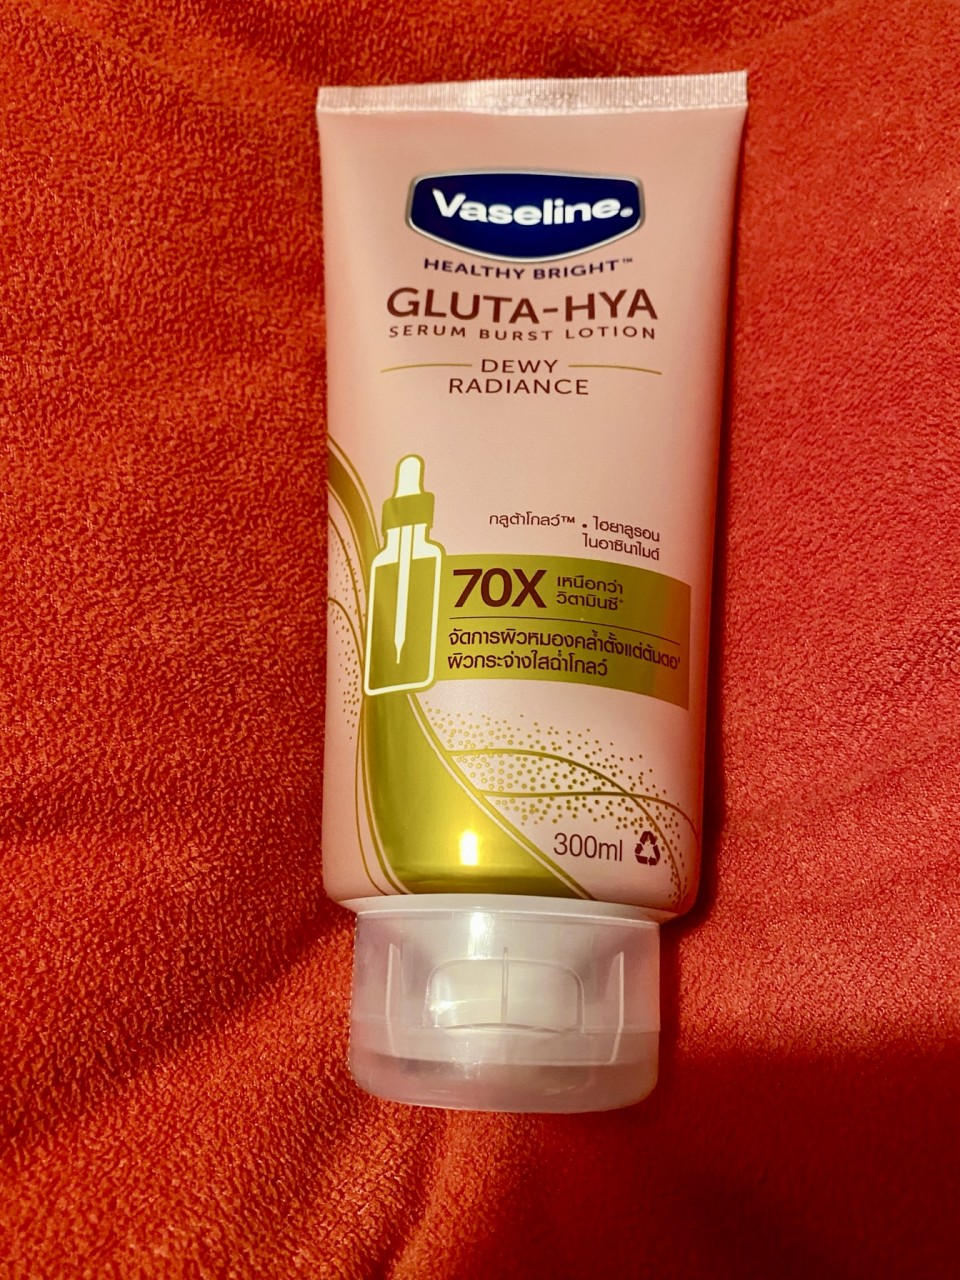 Vaseline.
HEALTHY BRIGHT™
GLUTA-HYA
SERUM BURST LOTION
DEWY
RADIANCE
กลูต้าโกลว์™ • ไฮยาลูรอน
ไนอาซินาไมด์
70X เหนือกว่า
วิตามินซี*
จัดการผิวหมองคล้ำตั้งแต่ต้นตอ'
ผิวกระจ่างใสฉ่ำโกลว์
300ml